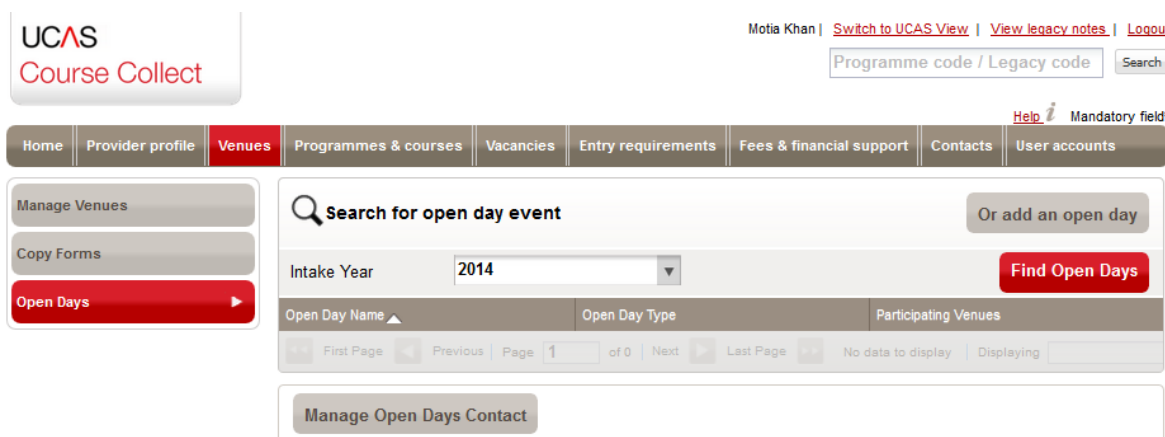 UCAS
Course Collect
Motia Khan | Switch to UCAS View | View legacy notes | Logou
Programme code / Legacy code Search
Help i Mandatory field
Home Provider profile Venues Programmes & courses Vacancies Entry requirements Fees & financial support Contacts User accounts
Manage Venues
Copy Forms
Open Days
Search for open day event Or add an open day
Intake Year 2014 Find Open Days
Open Day Name Open Day Type Participating Venues
First Page Previous Page 1 of 0 Next Last Page No data to display Displaying
Manage Open Days Contact